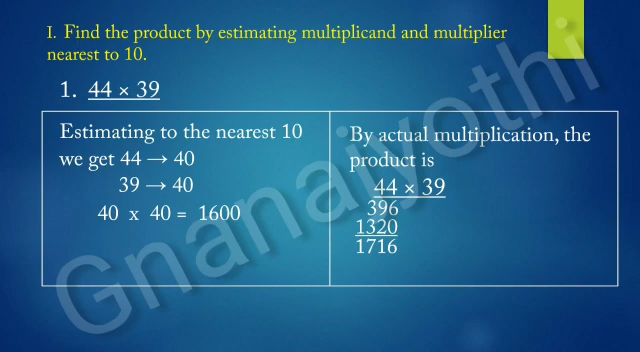 I. Find the product by estimating multiplicand and multiplier
nearest to 10.
1. 44 × 39
Estimating to the nearest 10
we get 44 → 40
39 → 40
40 x 40 = 1600
By actual multiplication, the
product is
44 × 39
396
1320
1716
Gnanajyothi